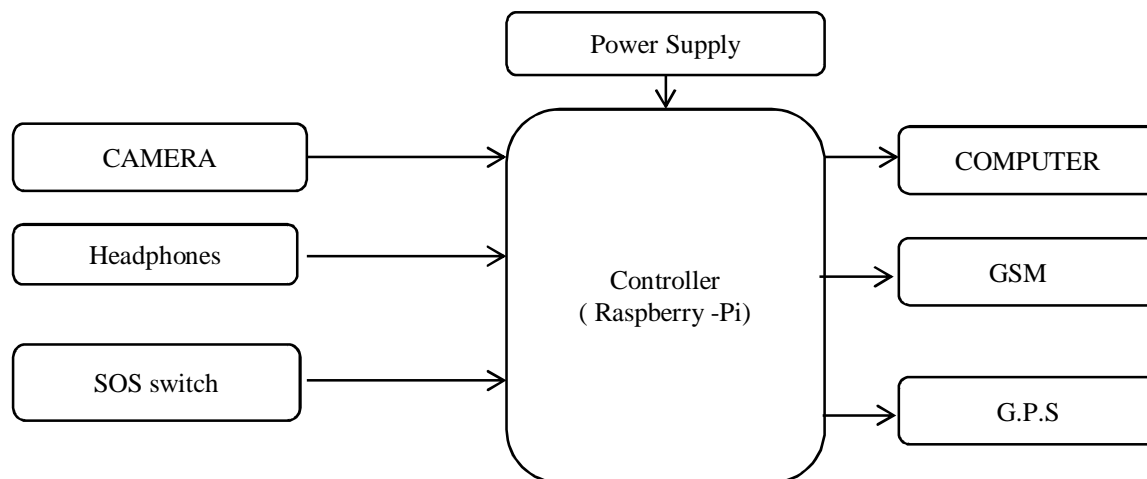 Power Supply
CAMERA
COMPUTER
Headphones
GSM
Controller
( Raspberry -Pi)
SOS switch
G.P.S